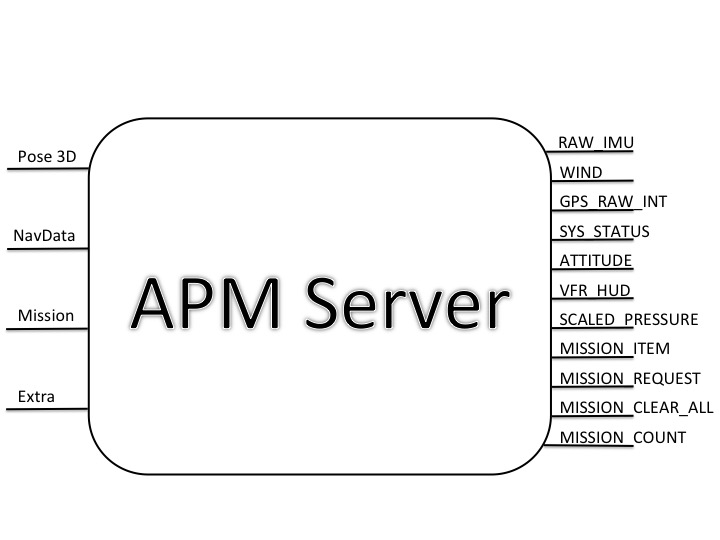 Pose 3D
NavData
Mission
Extra
APM Server
RAW_IMU
WIND
GPS_RAW_INT
SYS_STATUS
ATTITUDE
VFR_HUD
SCALED_PRESSURE
MISSION_ITEM
MISSION_REQUEST
MISSION_CLEAR_ALL
MISSION_COUNT